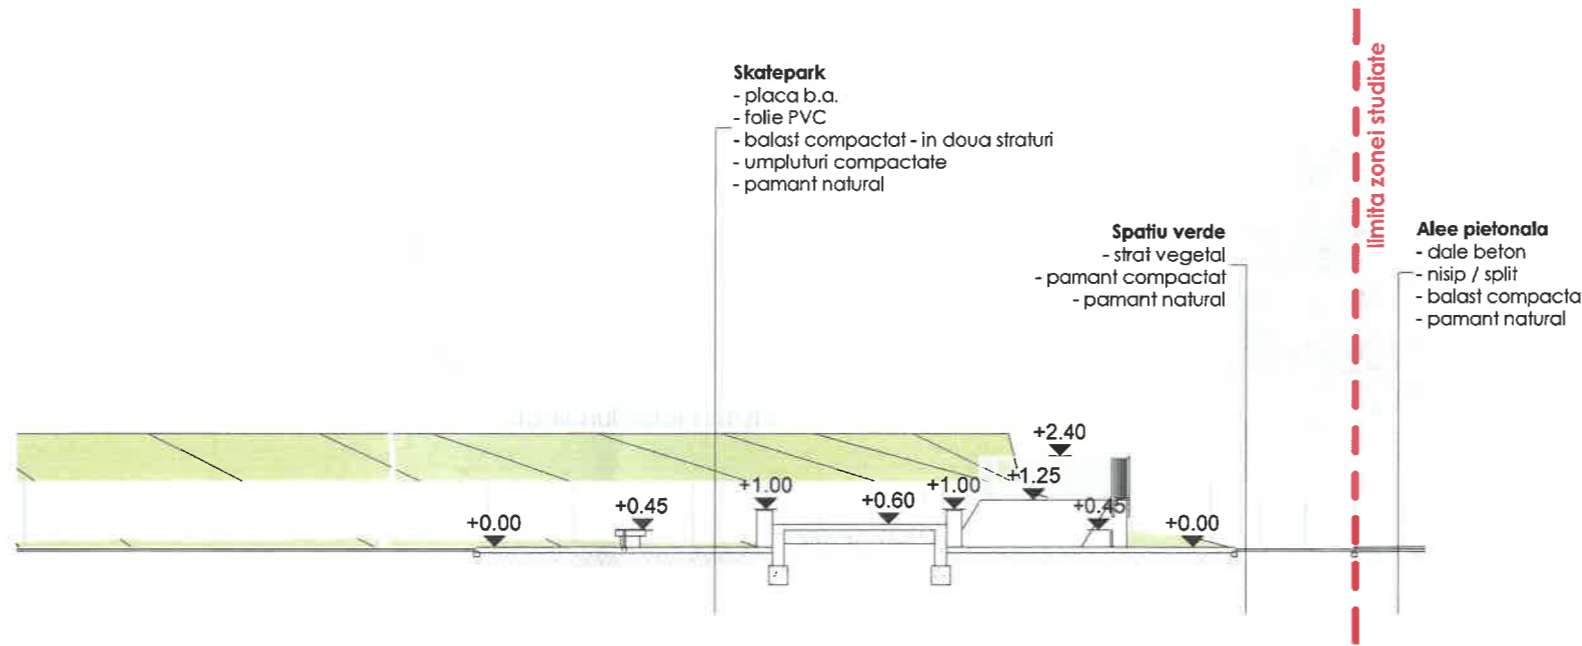 Skatepark
- placa b.a.
- folie PVC
- balast compactat - in doua straturi
- umpluturi compactate
- pamant natural
limita zonei studiate
Spatiu verde
- strat vegetal
- pamant compactat
- pamant natural
Alee pietonala
- dale beton
- nisip / split
- balast compacta
- pamant natural
+2.40
+1.25
+1.00
+1.00
+0.60
+0.45
+0.45
+0.00
+0.00